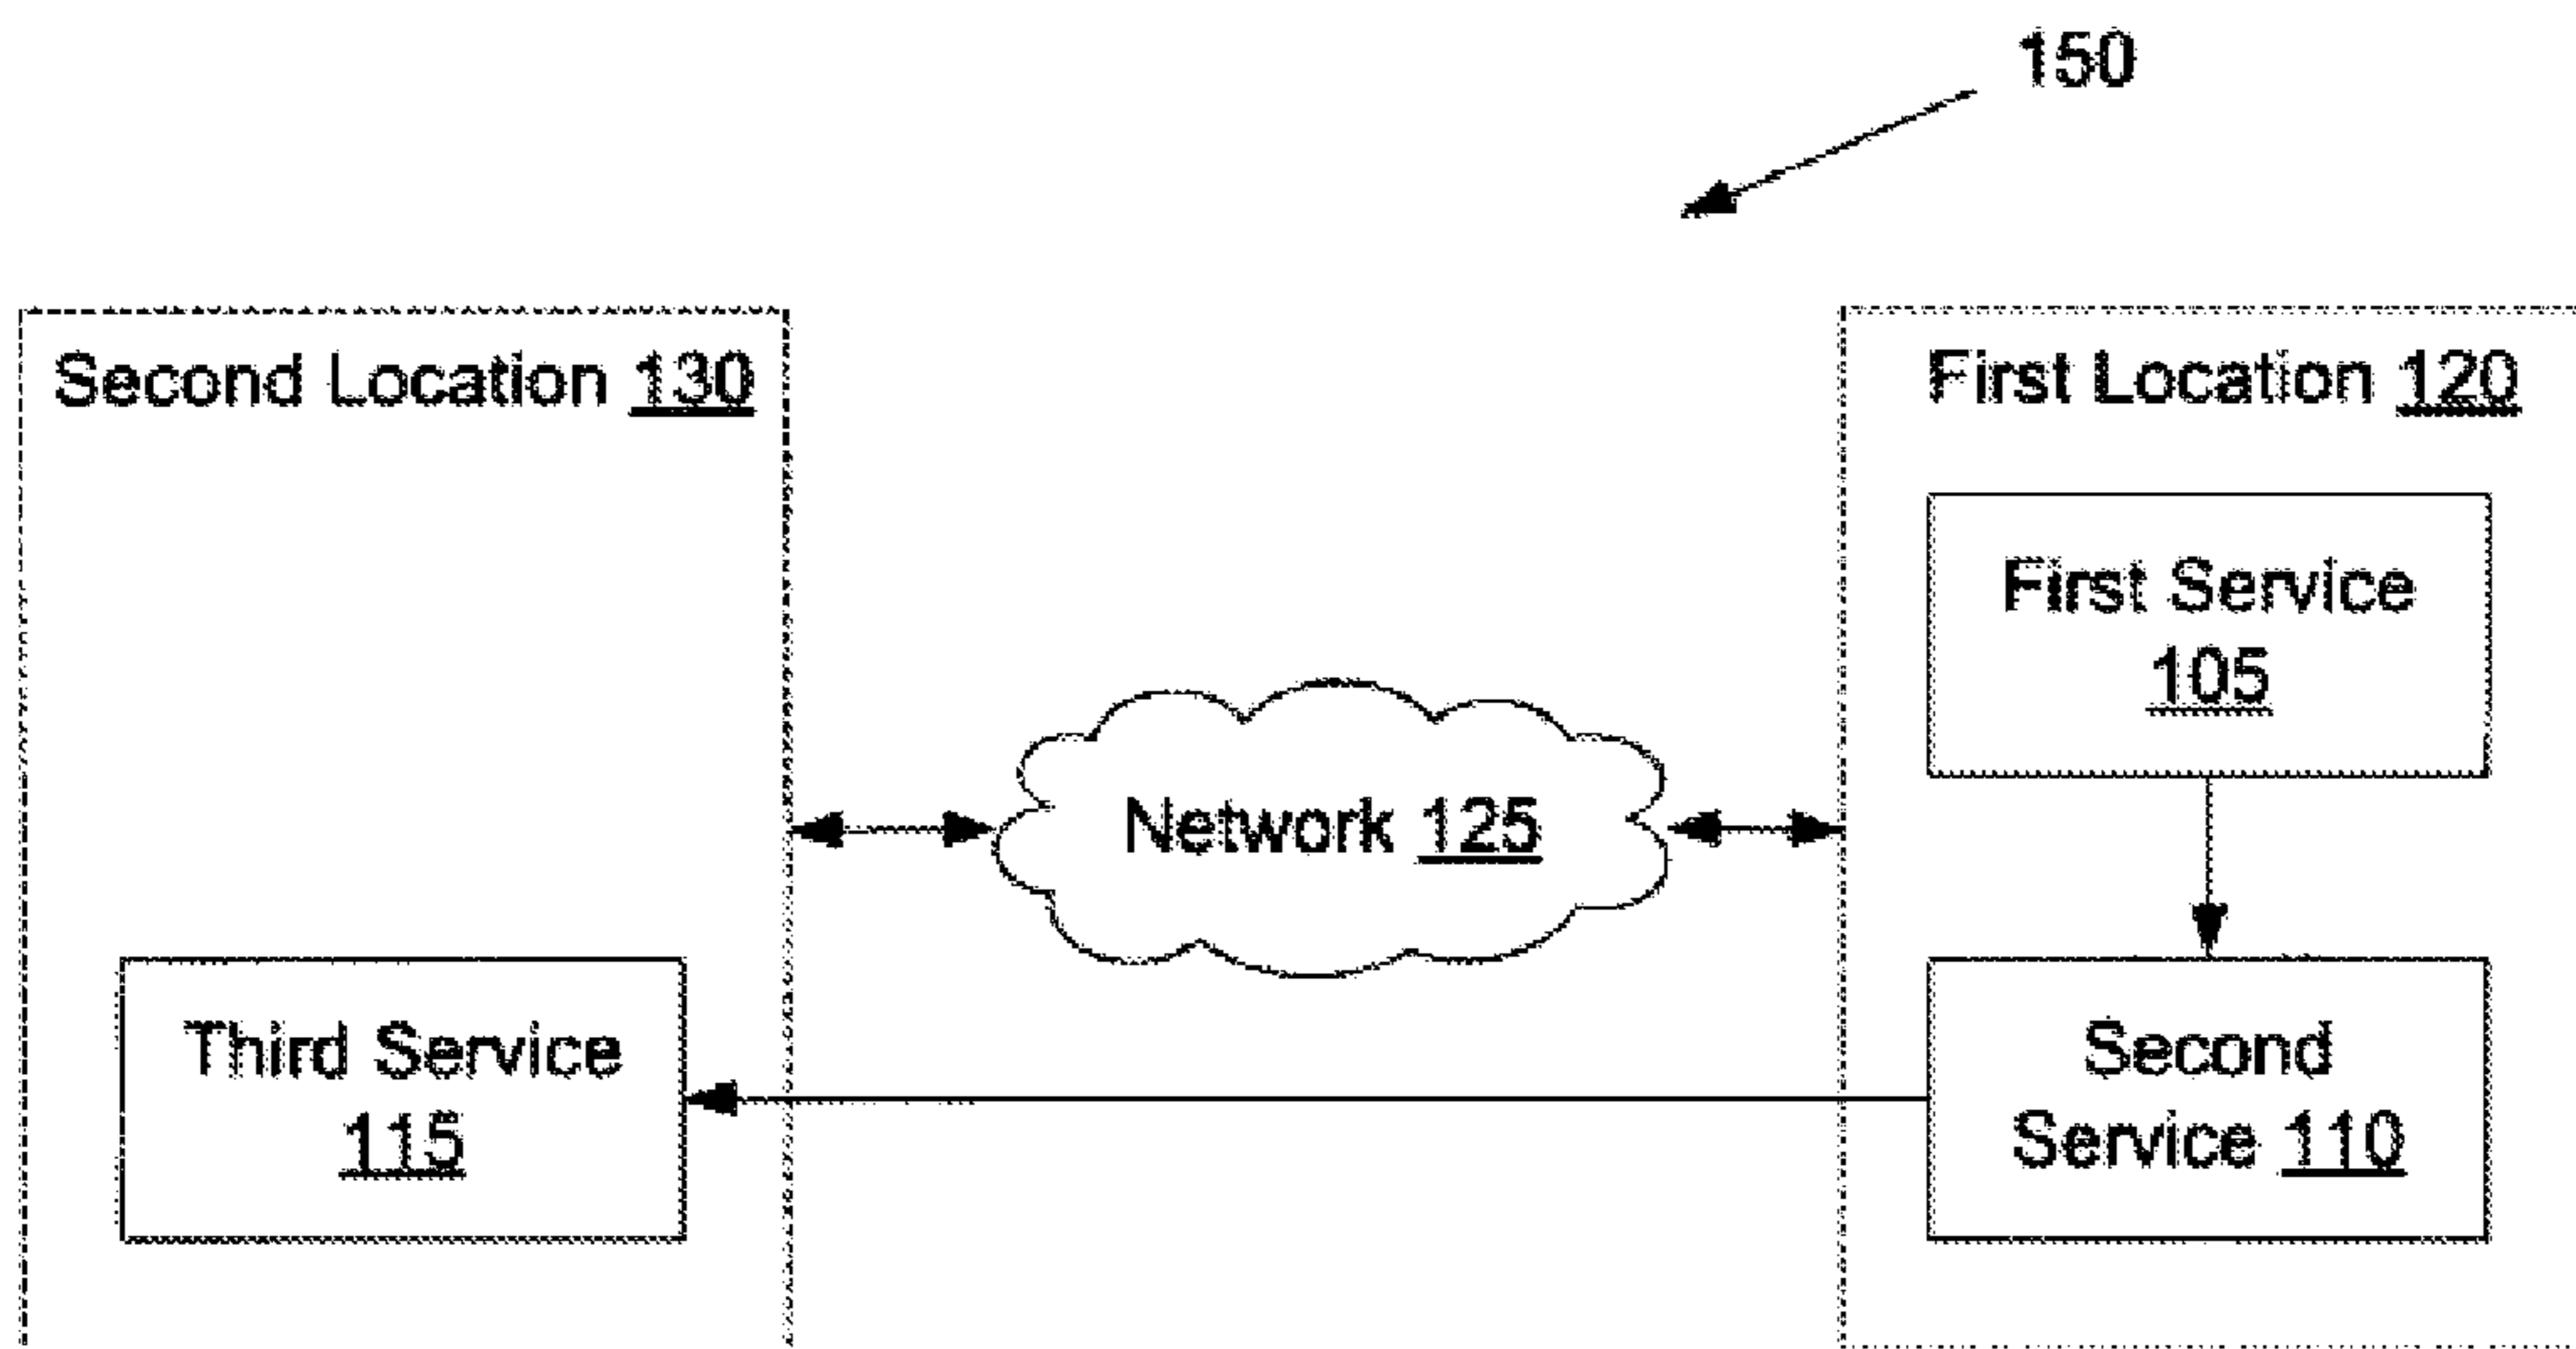 150
Second Location 130
First Location 120
First Service
105
Network 125
Third Service
115
Second
Service 110